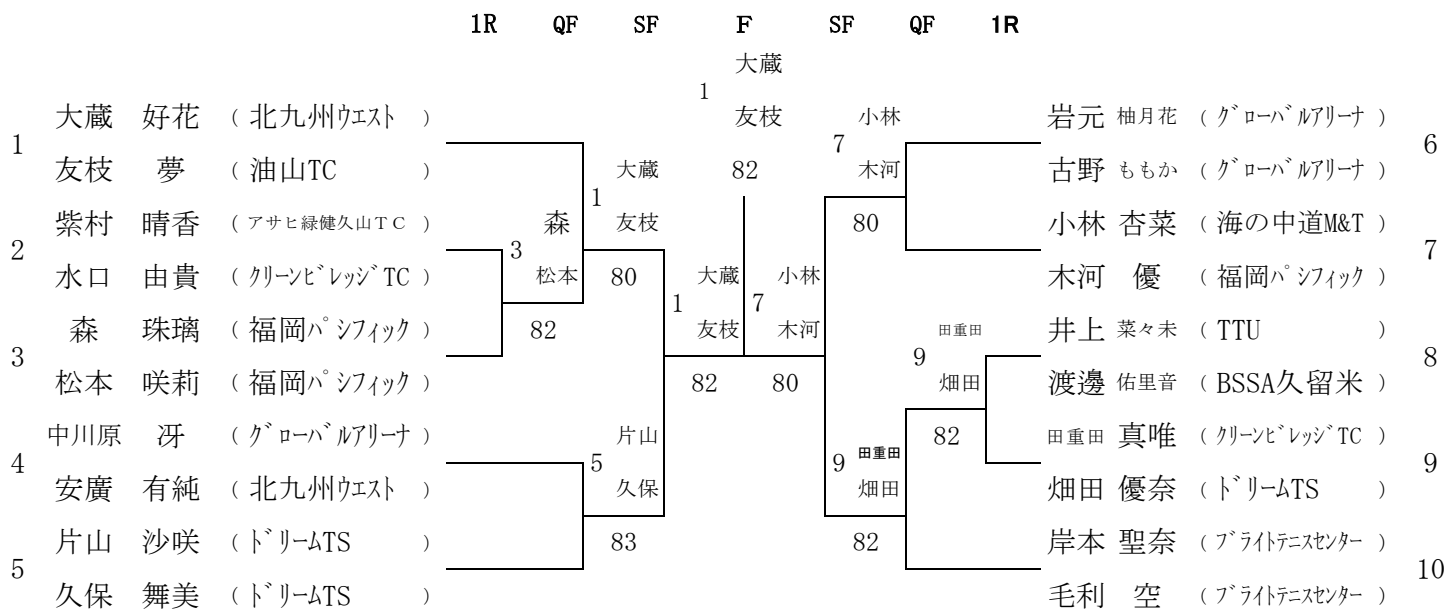 1R QF SF F SF QF 1R
大蔵
1
大蔵 好花 ( 北九州ウエスト ) 友枝 小林 岩元 柚月花 ( グローバルアリーナ )
1 7 6
友枝 夢 ( 油山TC ) 大蔵 82 木河 古野 ももか ( グローバルアリーナ )
1
紫村 晴香 ( アサヒ緑健久山TC ) 森 友枝 80 小林 杏菜 ( 海の中道M&T )
2 3 7
水口 由貴 ( クリーンビレッジTC ) 松本 80 大蔵 小林 木河 優 ( 福岡パシフィック )
1 7
森 珠璃 ( 福岡パシフィック ) 82 友枝 木河 田重田 井上 菜々未 ( TTU )
3 9 8
松本 咲莉 ( 福岡パシフィック ) 82 80 畑田 渡邊 佑里音 ( BSSA久留米 )
中川原 冴 ( グローバルアリーナ ) 片山 田重田 82 田重田 真唯 ( クリーンビレッジTC )
4 5 9 9
安廣 有純 ( 北九州ウエスト ) 久保 畑田 畑田 優奈 ( ドリームTS )
片山 沙咲 ( ドリームTS ) 83 82 岸本 聖奈 ( ブライトテニスセンター )
5 10
久保 舞美 ( ドリームTS ) 毛利 空 ( ブライトテニスセンター )